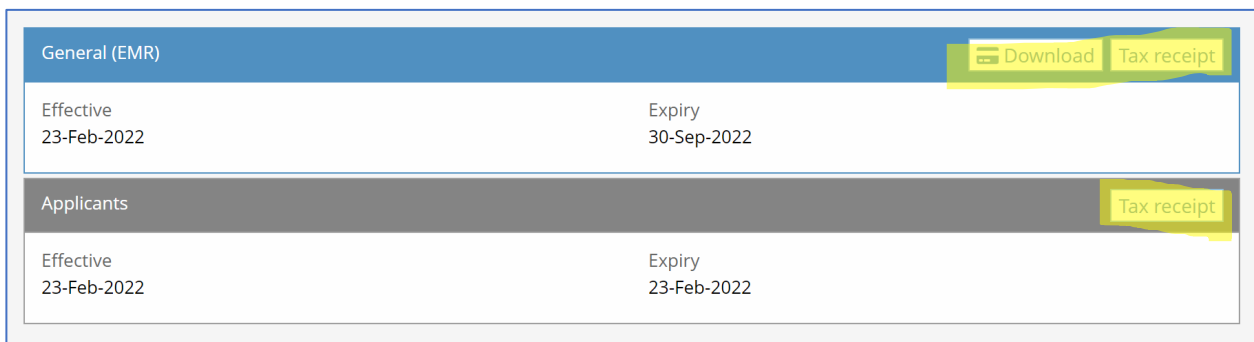 General (EMR) Download Tax receipt
Effective Expiry
23-Feb-2022 30-Sep-2022
Applicants Tax receipt
Effective Expiry
23-Feb-2022 23-Feb-2022